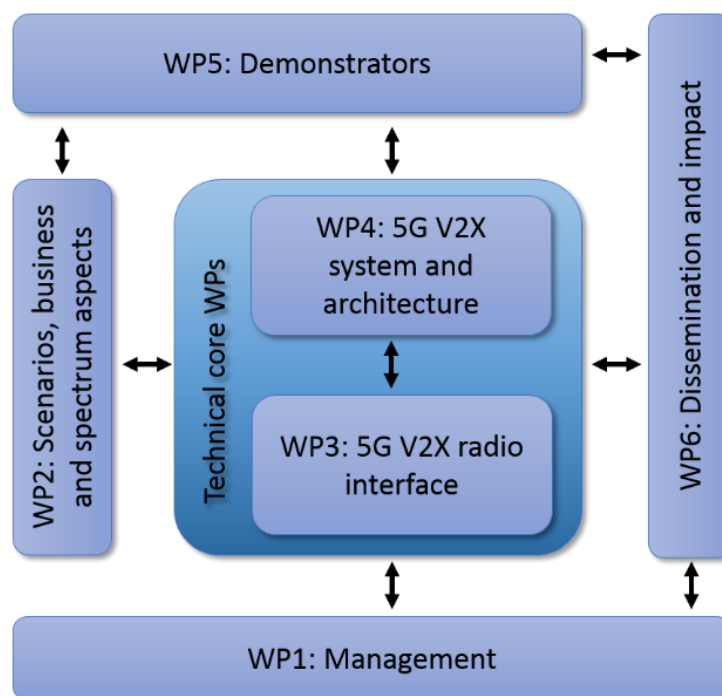 WP5: Demonstrators
WP2: Scenarios, business
and spectrum aspects
Technical core WPs
WP4: 5G V2X
system and
architecture
WP3: 5G V2X radio
interface
WP6: Dissemination and impact
WP1: Management